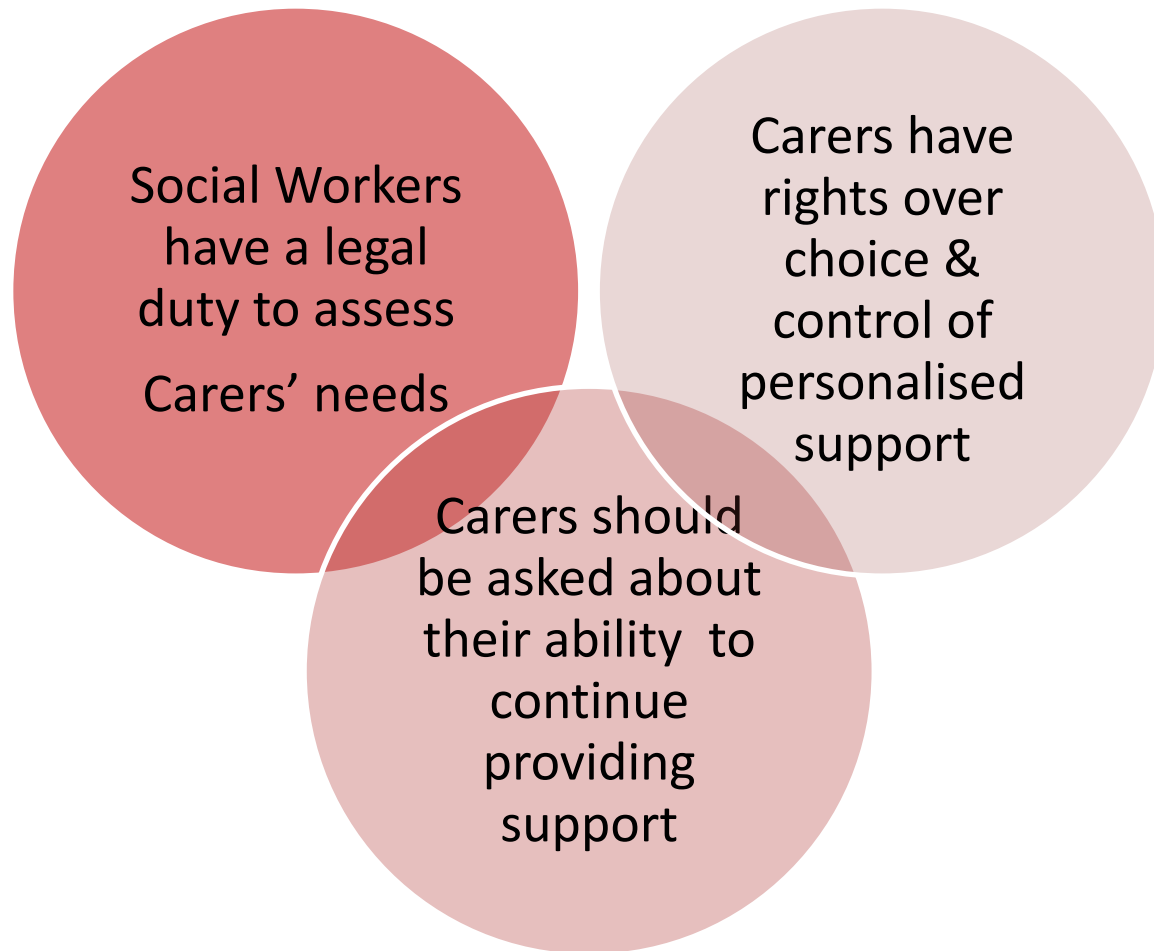 Social Workers
have a legal
duty to assess
Carers’ needs
Carers have
rights over
choice &
control of
personalised
support
Carers should
be asked about
their ability  to
continue
providing
support